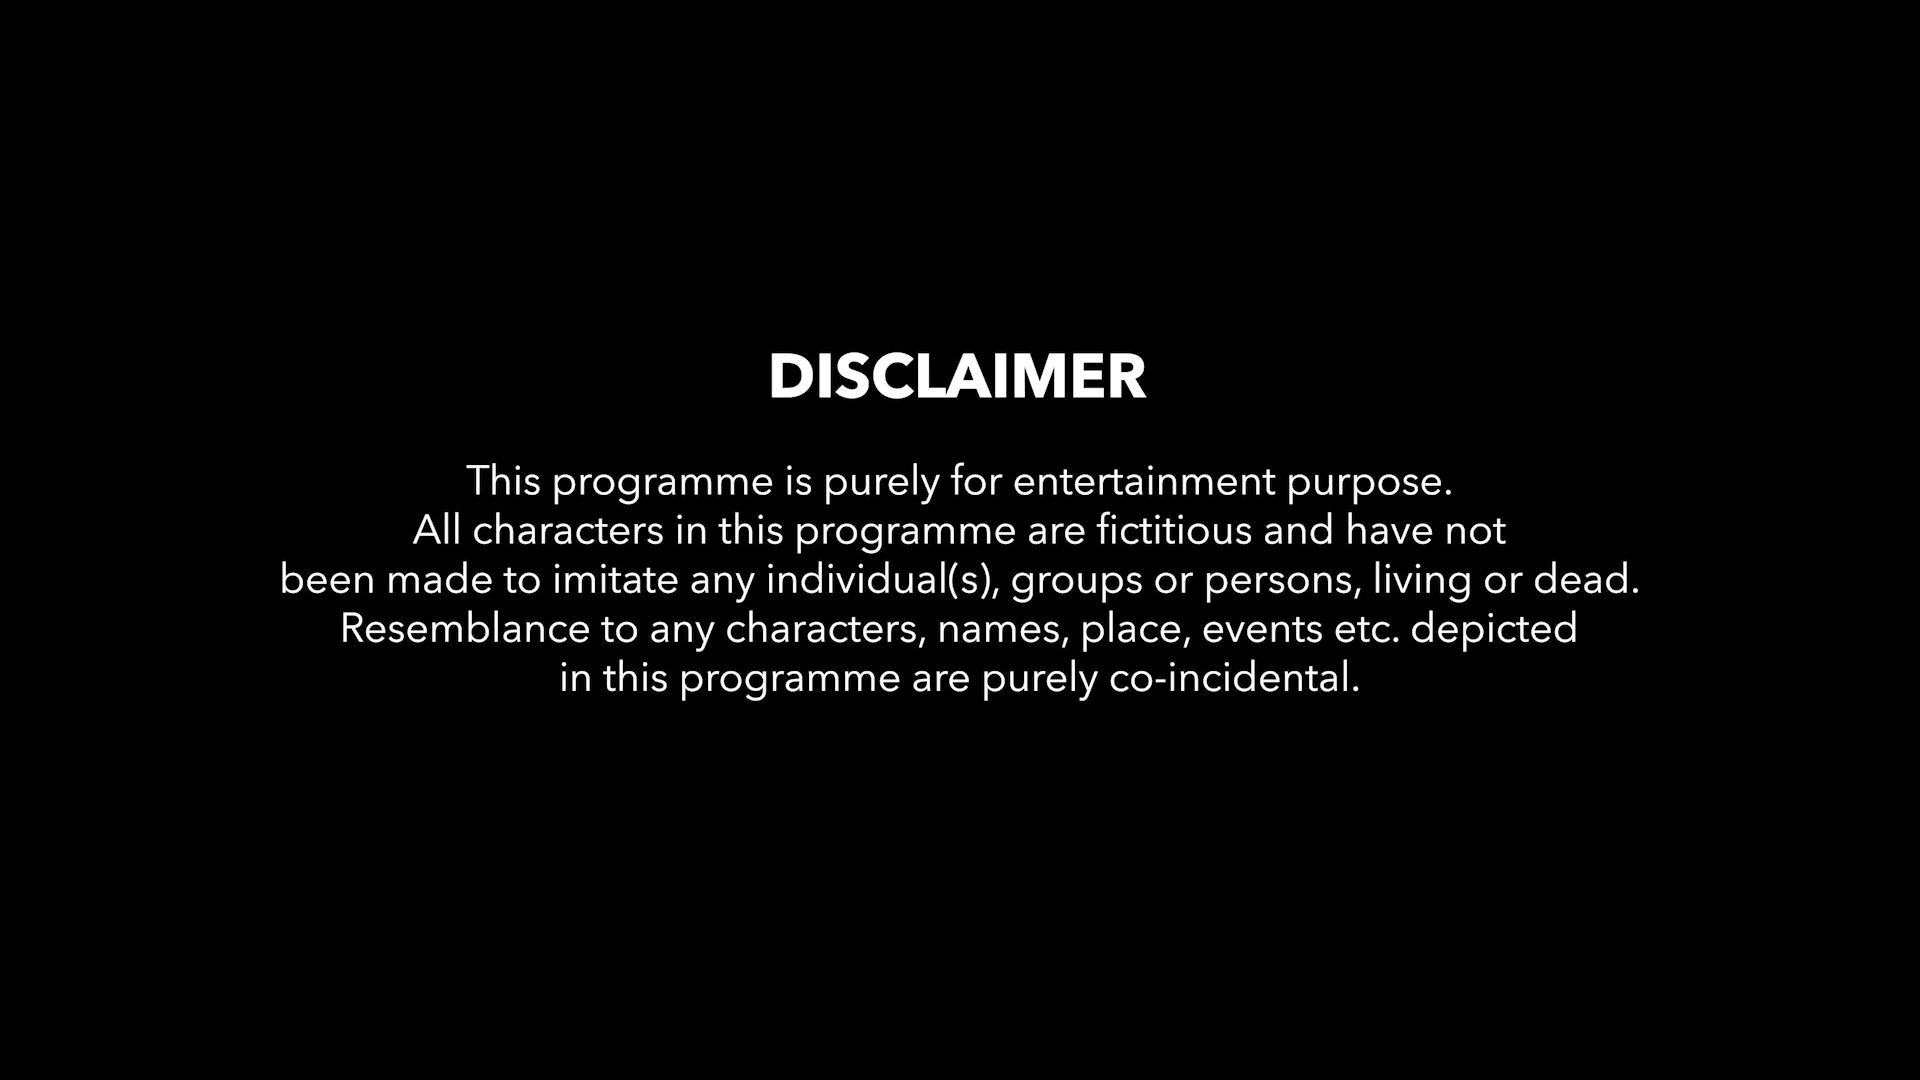 DISCLAIMER
This programme is purely for entertainment purpose.
All characters in this programme are fictitious and have not
been made to imitate any individual(s), groups or persons, living or dead.
Resemblance to any characters, names, place, events etc. depicted
in this programme are purely co-incidental.